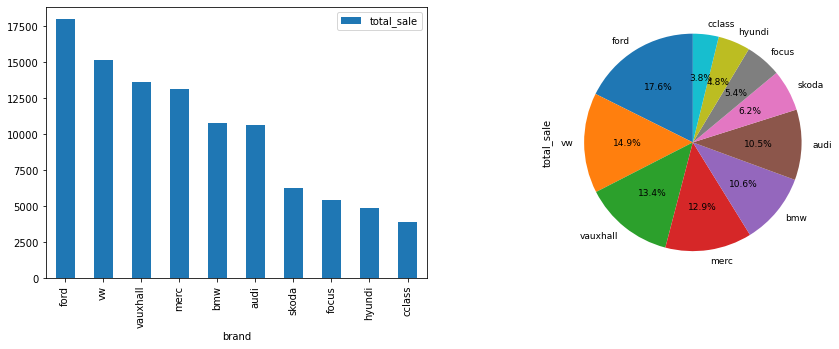 total_sale
17500
15000
12500
10000
7500
5000
2500
0
ford
vw
vauxhall
merc
bmw
audi
skoda
focus
hyundi
cclass
brand
total_sale
ford
17.6%
vw
14.9%
vauxhall
13.4%
merc
12.9%
bmw
10.6%
audi
10.5%
skoda
6.2%
focus
5.4%
hyundi
4.8%
cclass
3.8%